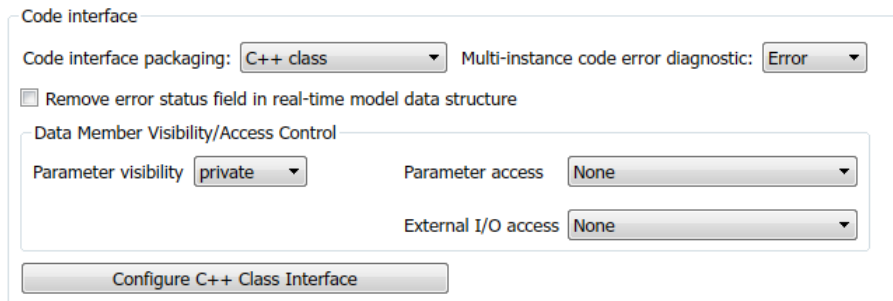 Code interface
Code interface packaging: C++ class Multi-instance code error diagnostic: Error
Remove error status field in real-time model data structure
Data Member Visibility/Access Control
Parameter visibility private Parameter access None
External I/O access None
Configure C++ Class Interface